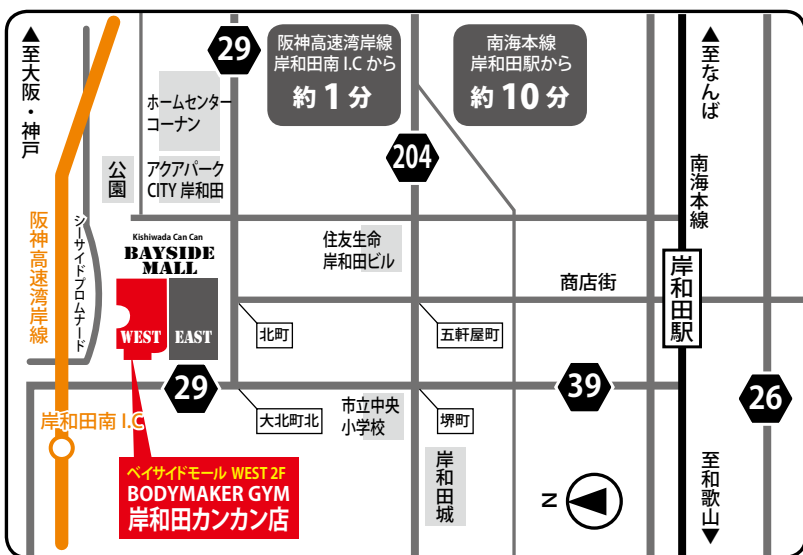 ▲至大阪・神戸
29
阪神高速湾岸線
岸和田南 I.C から
約 1 分
南海本線
岸和田駅から
約 10 分
▲至なんば
ホームセンター
コーナン
公園
アクアパーク
CITY 岸和田
204
南海本線
阪神高速湾岸線
シーサイドプロムナード
Kishiwada Can Can
BAYSIDE
MALL
WEST
EAST
住友生命
岸和田ビル
商店街
岸和田駅
北町
五軒屋町
29
39
26
岸和田南 I.C
大北町北
市立中央
小学校
堺町
岸和田城
N
至和歌山▼
ベイサイドモール WEST 2F
BODYMAKER GYM
岸和田カンカン店